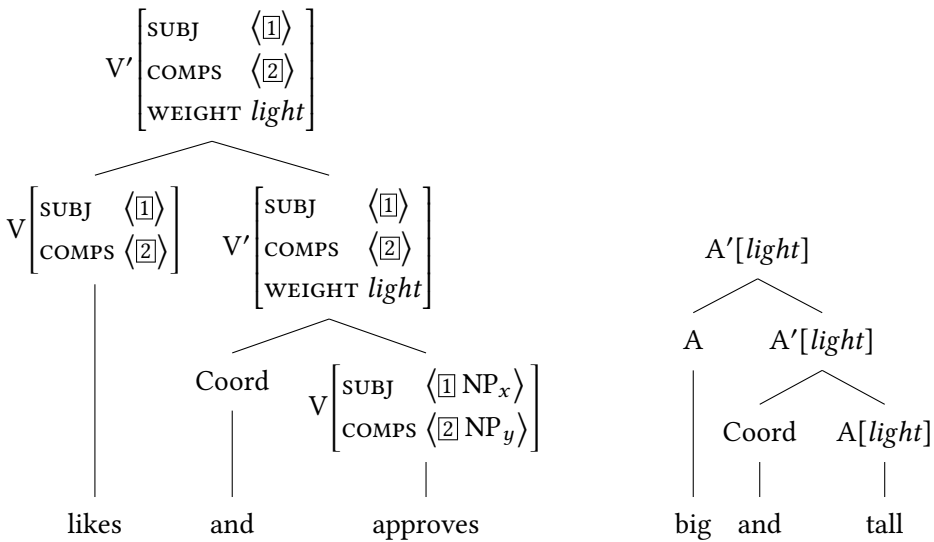 V′ [SUBJ ⟨[1]⟩
COMPS ⟨[2]⟩
WEIGHT light]
V [SUBJ ⟨[1]⟩
COMPS ⟨[2]⟩]
V′ [SUBJ ⟨[1]⟩
COMPS ⟨[2]⟩
WEIGHT light]
Coord
V [SUBJ ⟨[1] NPx⟩
COMPS ⟨[2] NPy⟩]
likes and approves
A′[light]
A A′[light]
Coord A[light]
big and tall